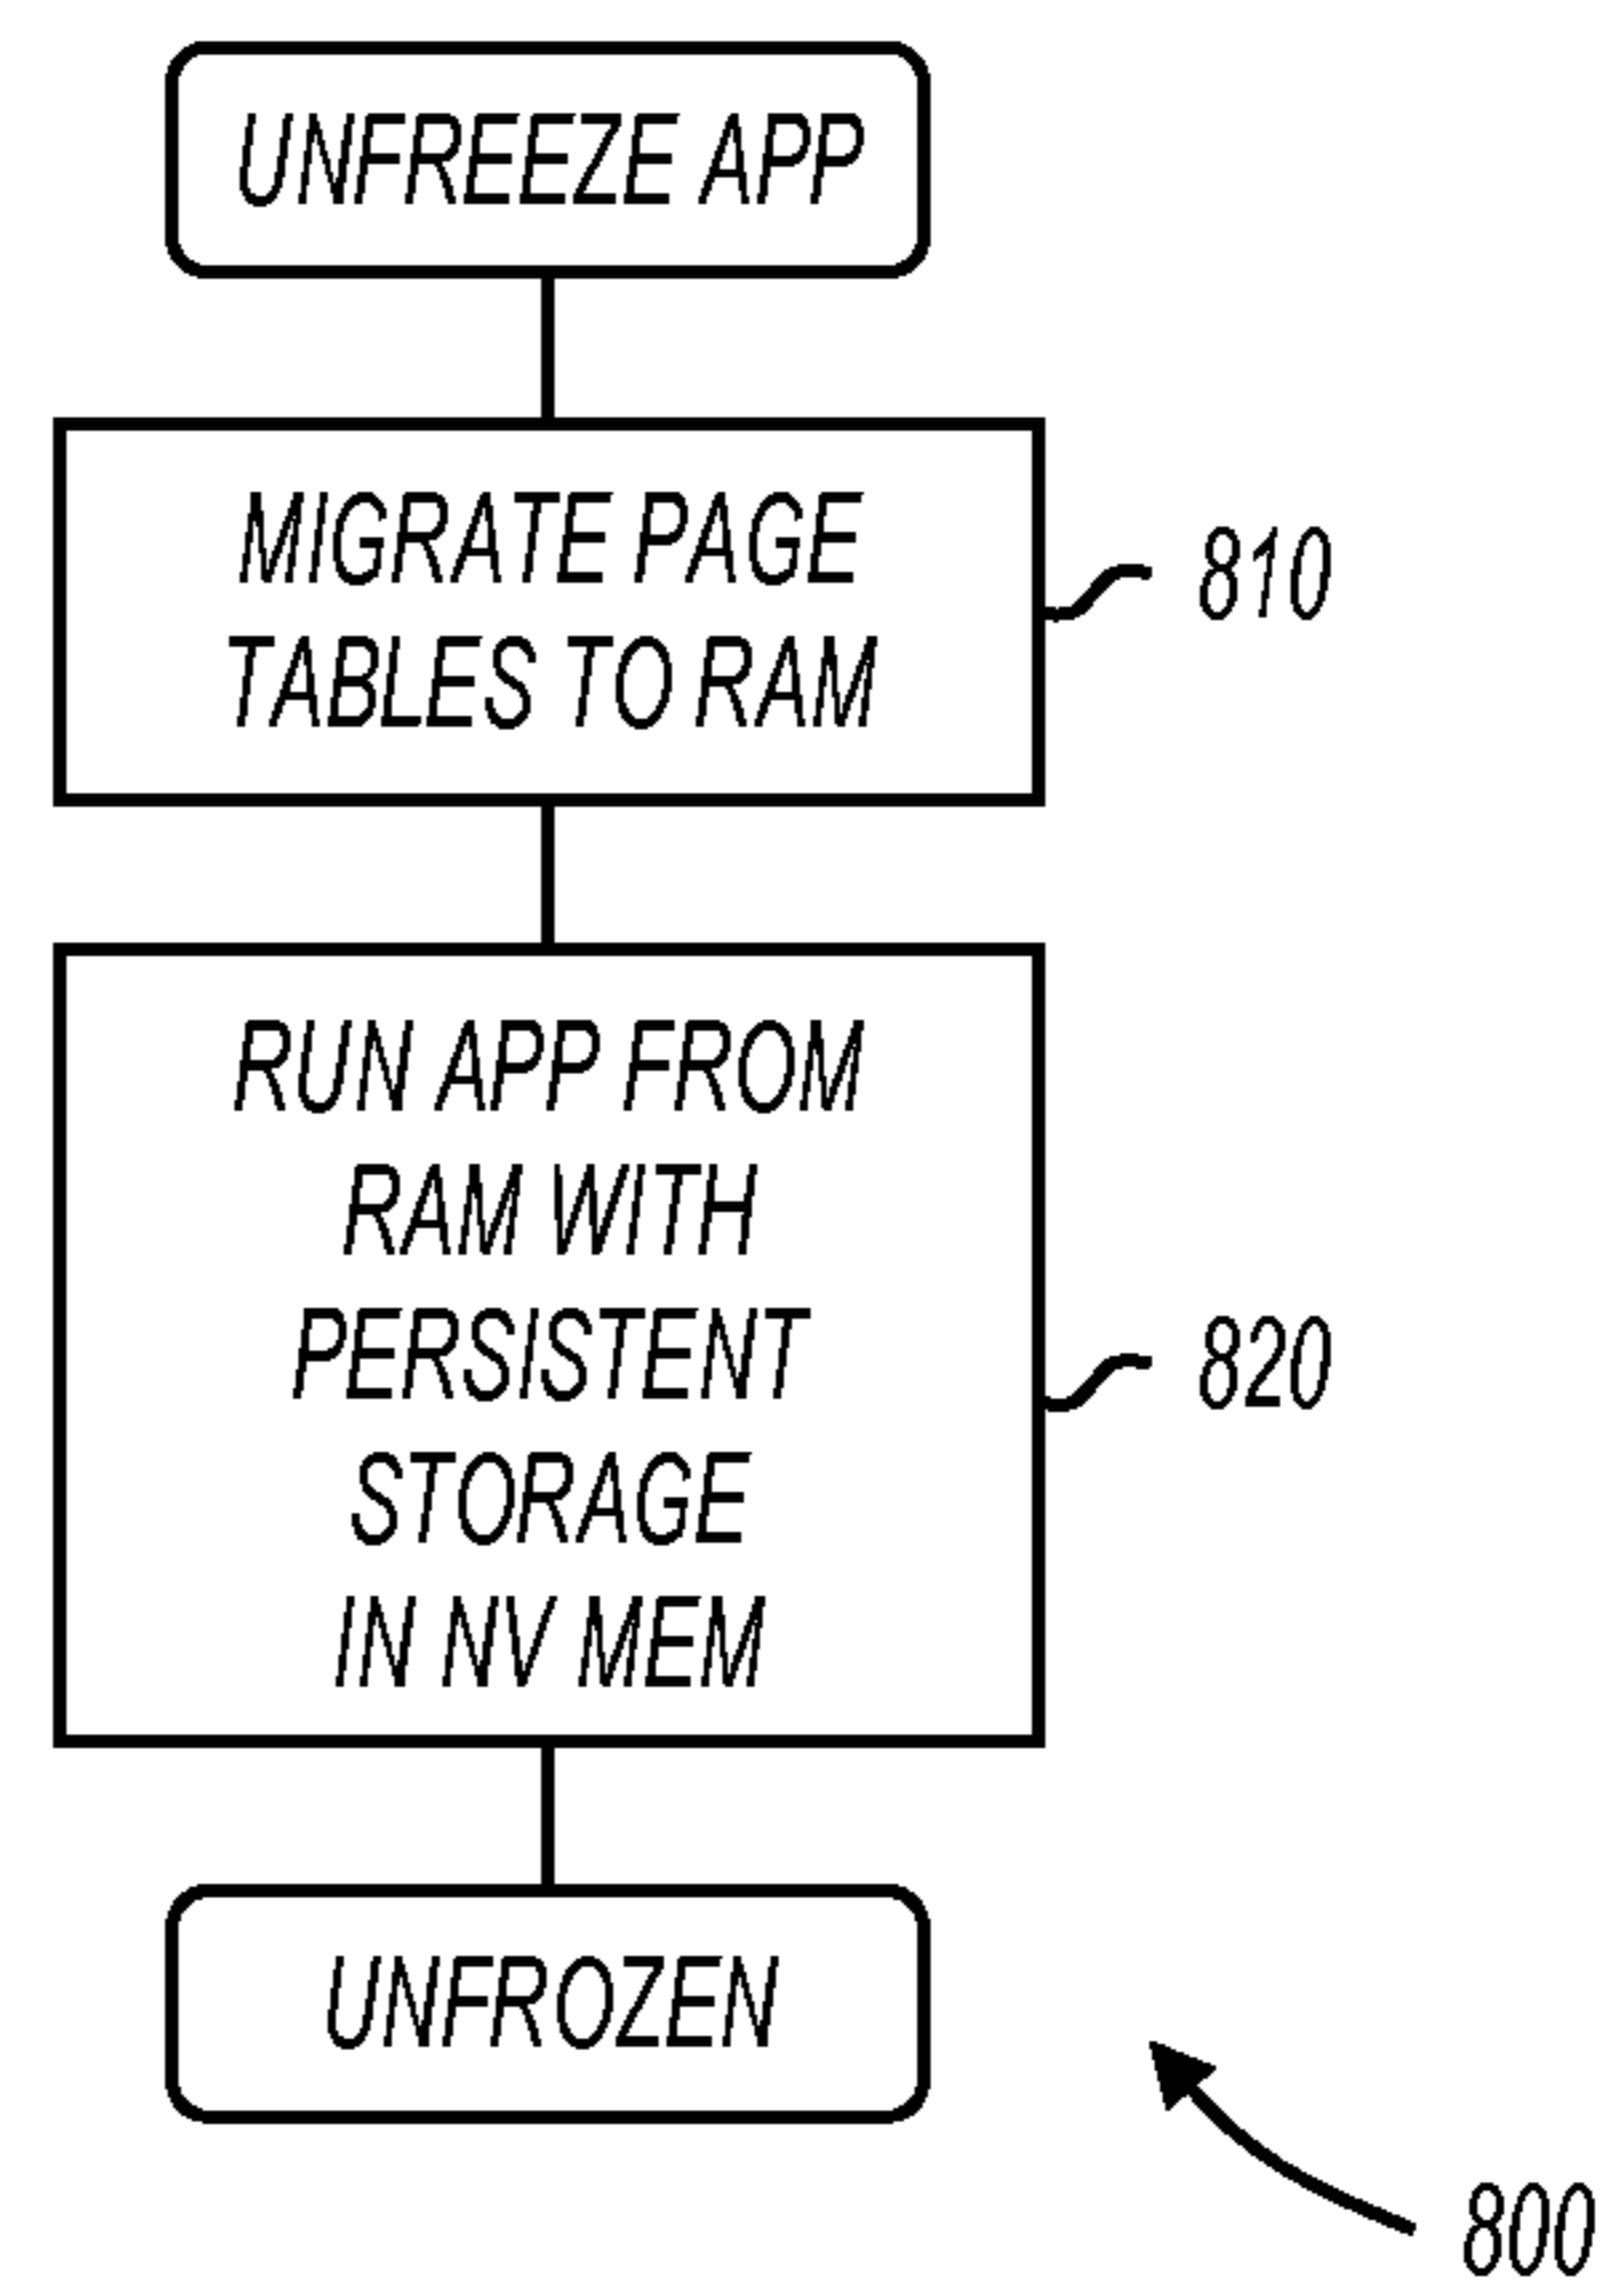 UNFREEZE APP
MIGRATE PAGE
TABLES TO RAM
810
RUN APP FROM
RAM WITH
PERSISTENT
STORAGE
IN NV MEM
820
UNFROZEN
800